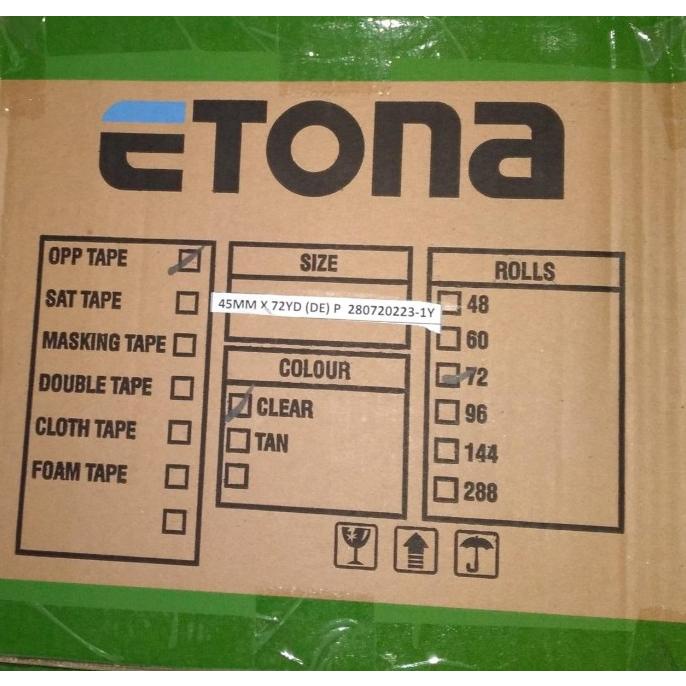 eTona
OPP TAPE
SAT TAPE
MASKING TAPE
DOUBLE TAPE
CLOTH TAPE
FOAM TAPE
SIZE
45MM X 72YD (DE) P 280720223-1Y
COLOUR
CLEAR
TAN
ROLLS
48
60
72
96
144
288